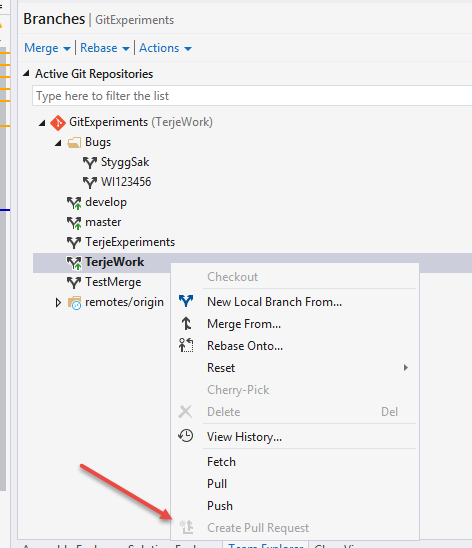 Branches | GitExperiments
Merge Rebase Actions
Active Git Repositories
Type here to filter the list
GitExperiments (TerjeWork)
Bugs
StyggSak
WI123456
develop
master
TerjeExperiments
TerjeWork
TestMerge
remotes/origin
Checkout
New Local Branch From...
Merge From...
Rebase Onto...
Reset
Cherry-Pick
Delete Del
View History...
Fetch
Pull
Push
Create Pull Request
Team Explorer